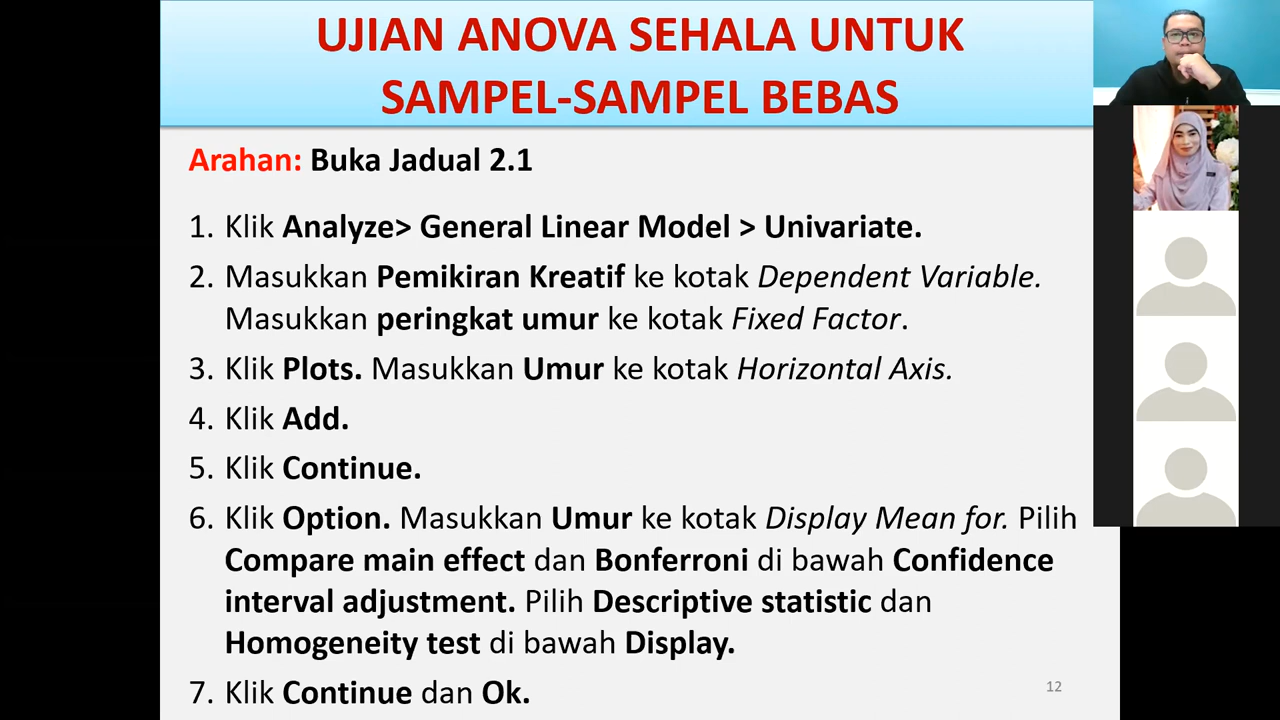 UJIAN ANOVA SEHALA UNTUK
SAMPEL-SAMPEL BEBAS
Arahan: Buka Jadual 2.1
1. Klik Analyze> General Linear Model > Univariate.
2. Masukkan Pemikiran Kreatif ke kotak Dependent Variable.
Masukkan peringkat umur ke kotak Fixed Factor.
3. Klik Plots. Masukkan Umur ke kotak Horizontal Axis.
4. Klik Add.
5. Klik Continue.
6. Klik Option. Masukkan Umur ke kotak Display Mean for. Pilih
Compare main effect dan Bonferroni di bawah Confidence
interval adjustment. Pilih Descriptive statistic dan
Homogeneity test di bawah Display.
7. Klik Continue dan Ok.
12